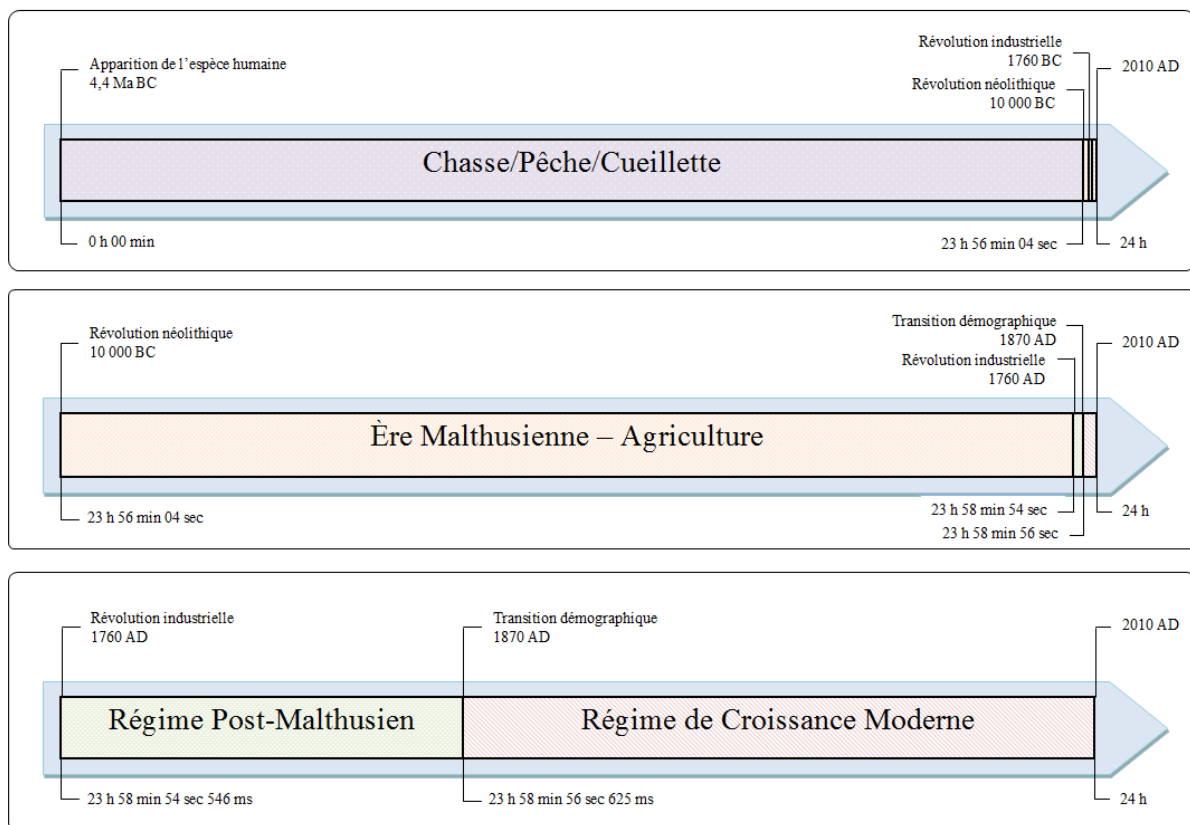 Apparition de l'espèce humaine
4,4 Ma BC
Révolution industrielle
1760 BC
2010 AD
Révolution néolithique
10 000 BC
Chasse/Pêche/Cueillette
0 h 00 min
23 h 56 min 04 sec
24 h
Révolution néolithique
10 000 BC
Transition démographique
1870 AD
2010 AD
Révolution industrielle
1760 AD
Ère Malthusienne – Agriculture
23 h 56 min 04 sec
23 h 58 min 54 sec
24 h
23 h 58 min 56 sec
Révolution industrielle
1760 AD
Transition démographique
1870 AD
2010 AD
Régime Post-Malthusien
Régime de Croissance Moderne
23 h 58 min 54 sec 546 ms
23 h 58 min 56 sec 625 ms
24 h